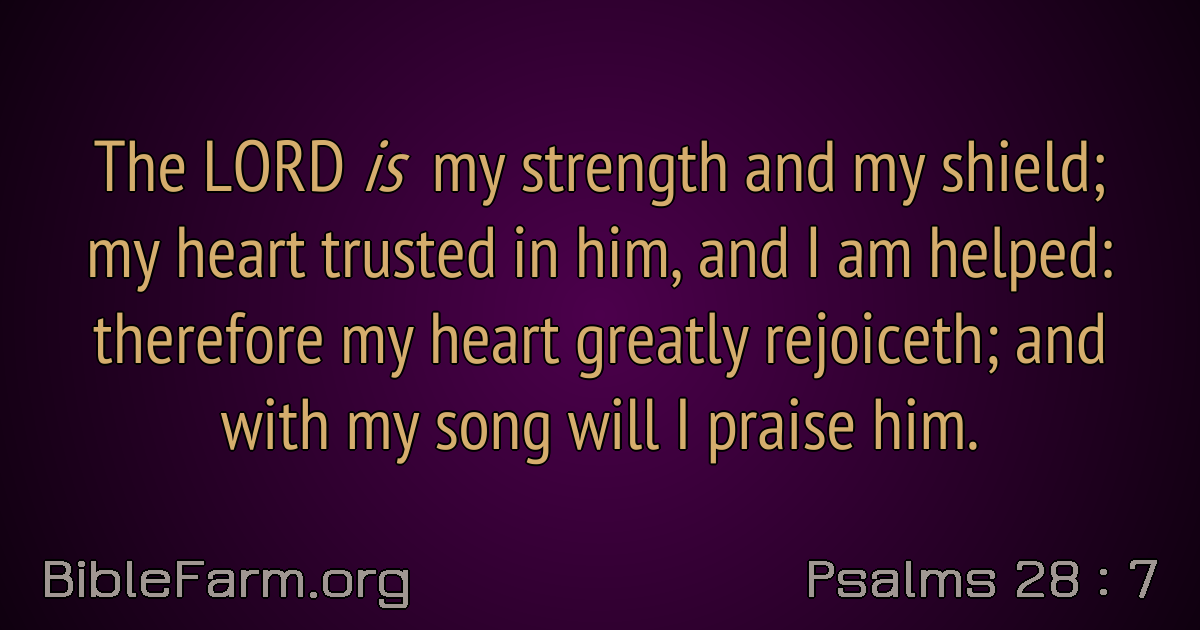 The LORD is my strength and my shield;
my heart trusted in him, and I am helped:
therefore my heart greatly rejoiceth; and
with my song will I praise him.
BibleFarm.org
Psalms 28 : 7